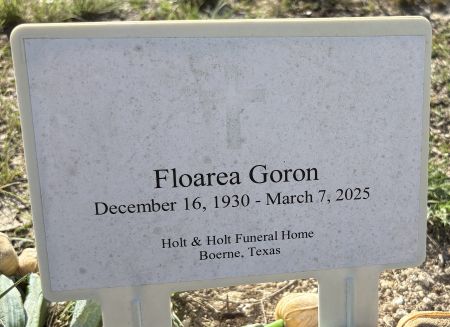 Floarea Goron
December 16, 1930 - March 7, 2025
Holt & Holt Funeral Home
Boerne, Texas